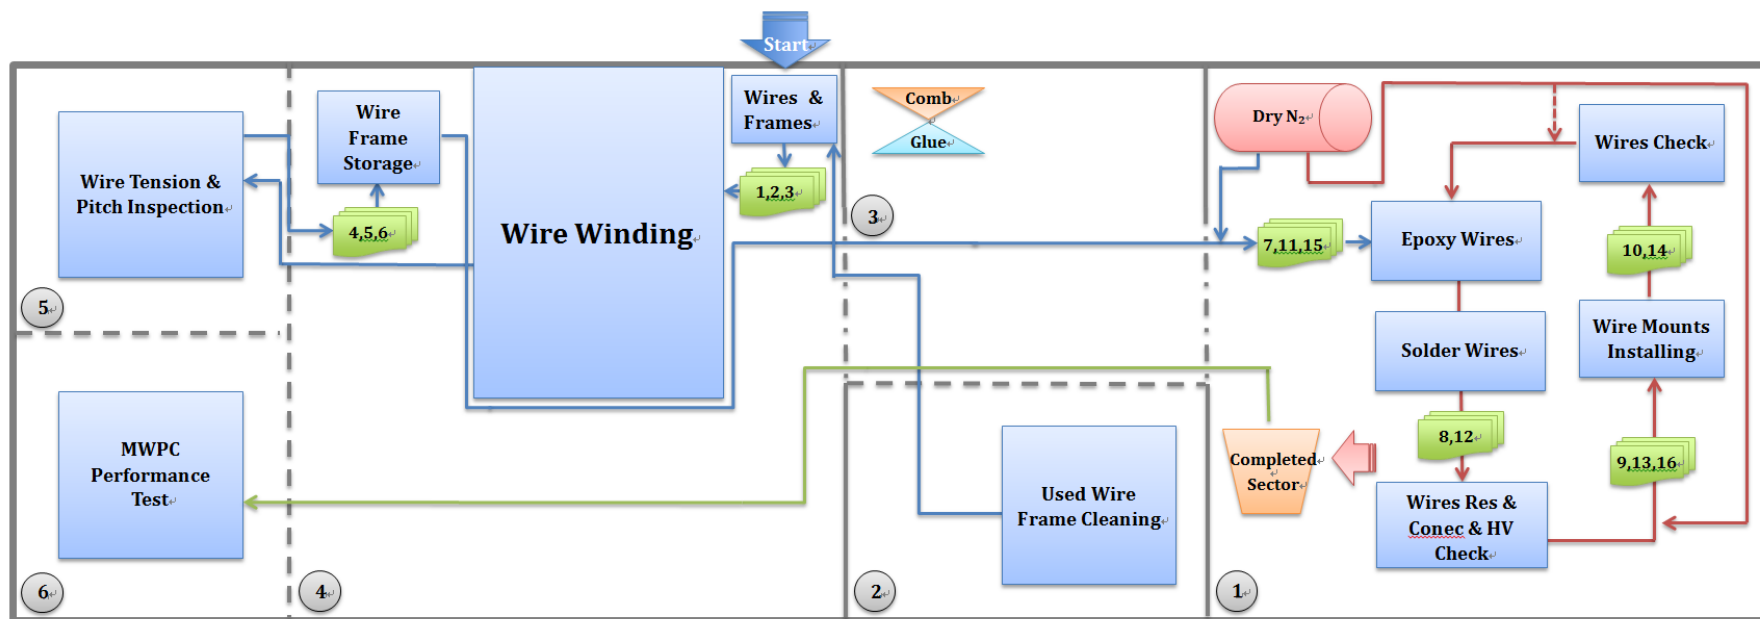 Start
Wires &
Frames
1,2,3
Wire
Frame
Storage
4,5,6
Wire Tension &
Pitch Inspection
Wire Winding
5
MWPC
Performance
Test
6
4
Comb
Glue
3
Used Wire
Frame Cleaning
2
Dry N₂
7,11,15
Epoxy Wires
Solder Wires
8,12
Wires Res &
Conec & HV
Check
9,13,16
Wire Mounts
Installing
10,14
Wires Check
Completed
Sector
1